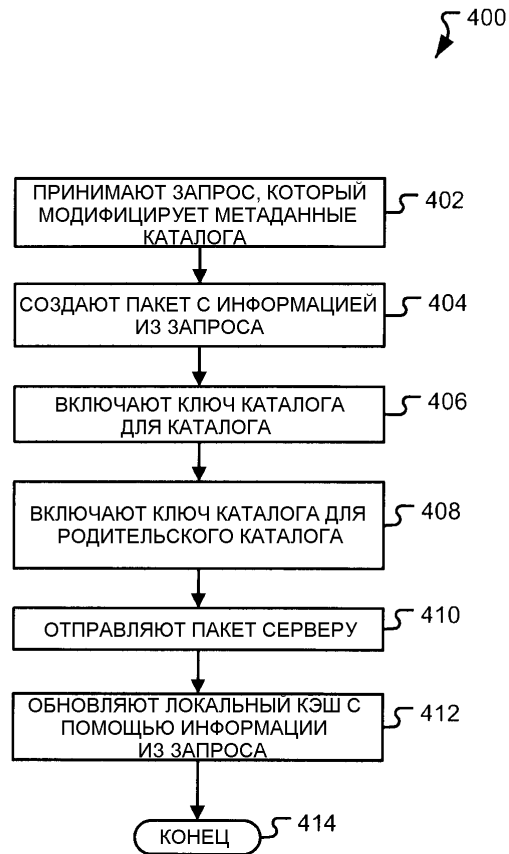 400
ПРИНИМАЮТ ЗАПРОС, КОТОРЫЙ
МОДИФИЦИРУЕТ МЕТАДАННЫЕ
КАТАЛОГА
402
СОЗДАЮТ ПАКЕТ С ИНФОРМАЦИЕЙ
ИЗ ЗАПРОСА
404
ВКЛЮЧАЮТ КЛЮЧ КАТАЛОГА
ДЛЯ КАТАЛОГА
406
ВКЛЮЧАЮТ КЛЮЧ КАТАЛОГА ДЛЯ
РОДИТЕЛЬСКОГО КАТАЛОГА
408
ОТПРАВЛЯЮТ ПАКЕТ СЕРВЕРУ
410
ОБНОВЛЯЮТ ЛОКАЛЬНЫЙ КЭШ С
ПОМОЩЬЮ ИНФОРМАЦИИ
ИЗ ЗАПРОСА
412
КОНЕЦ
414